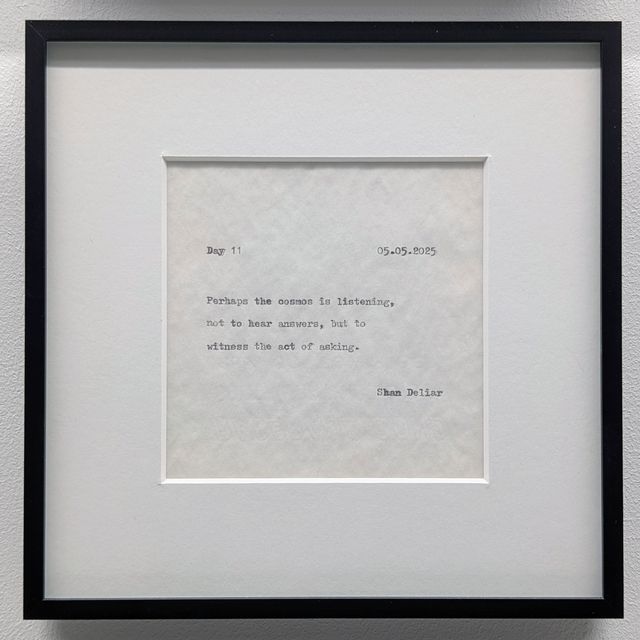 Day 11 05.05.2025
Perhaps the cosmos is listening,
not to hear answers, but to
witness the act of asking.
Shan Deliar